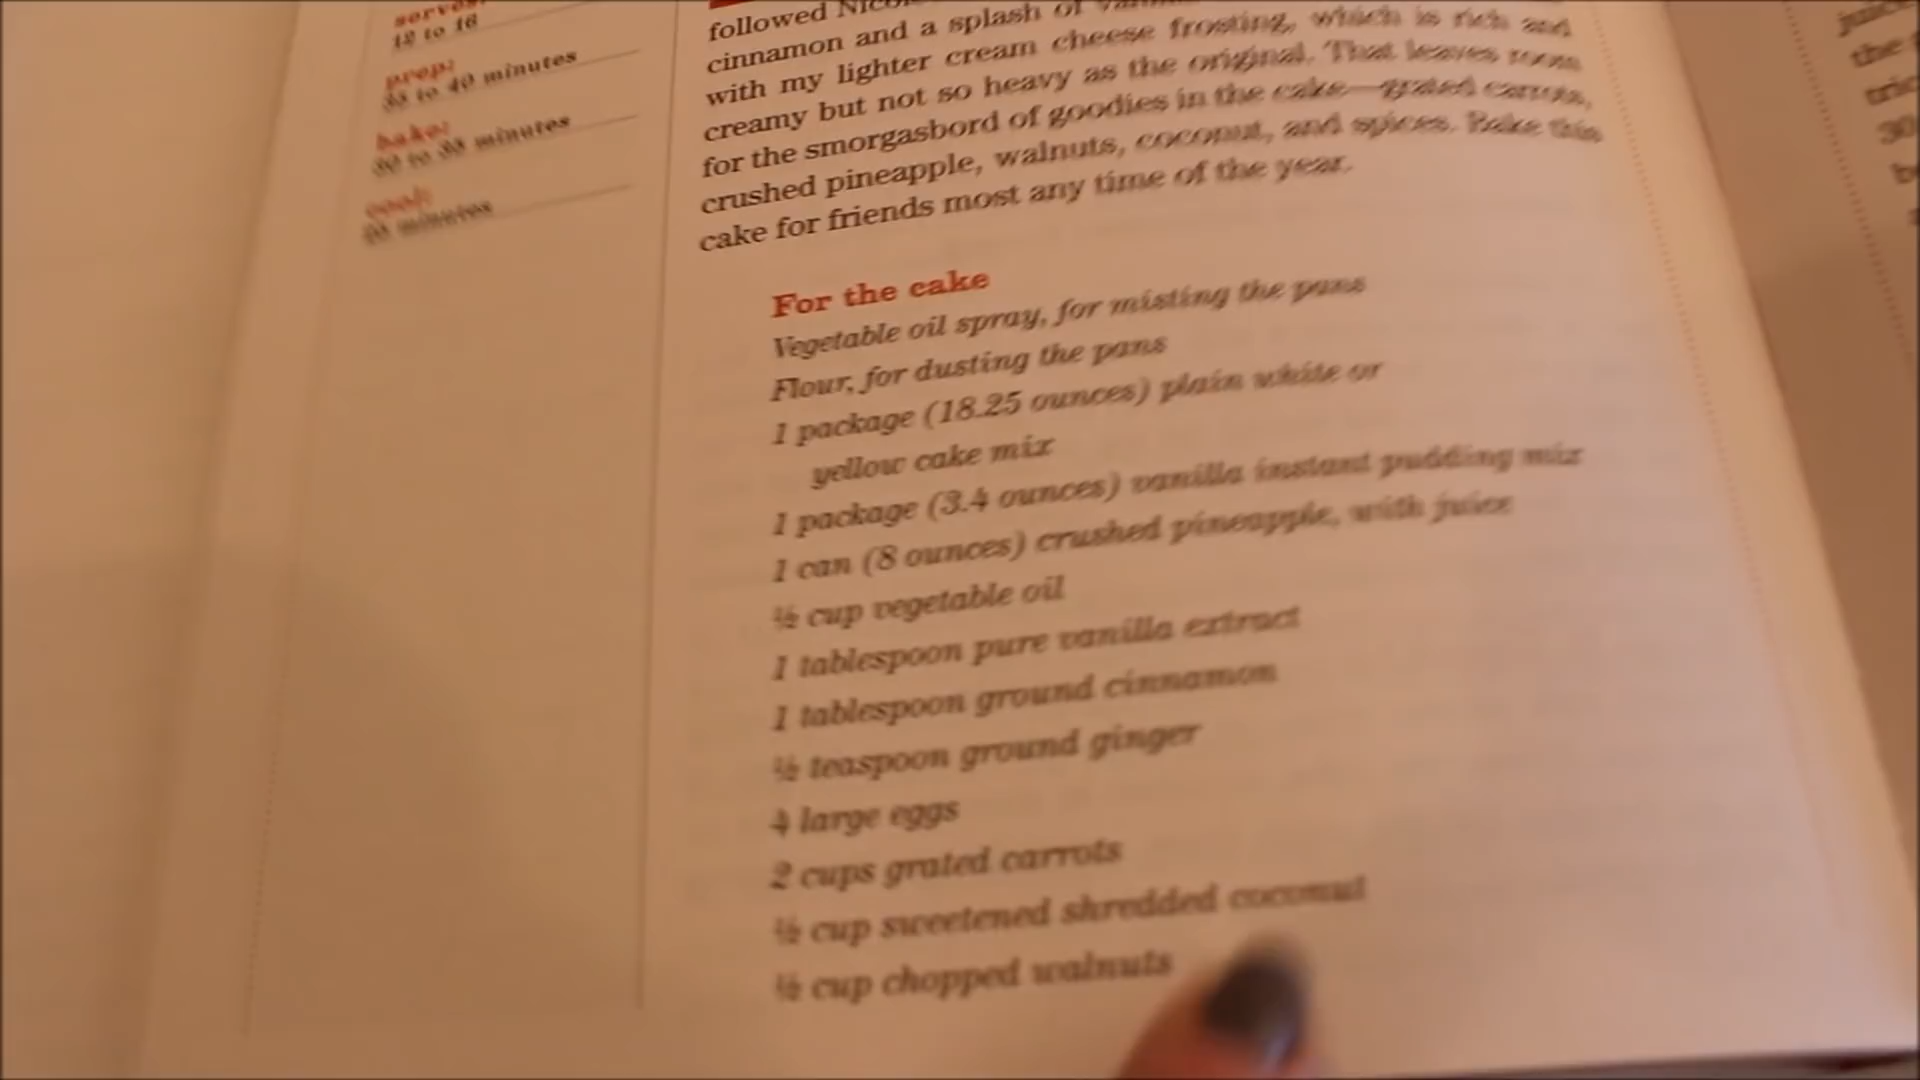 serves:
12 to 16
prep:
35 to 40 minutes
bake:
minutes
cool:
minutes
followed
cinnamon and a splash of
with my lighter cream cheese frosting, which is rich and
creamy but not so heavy as the original. That leaves room
for the smorgasbord of goodies in the cake—grated carrots,
crushed pineapple, walnuts, coconut, and spices. Bake this
cake for friends most any time of the year.
For the cake
Vegetable oil spray, for misting the pans
Flour, for dusting the pans
1 package (18.25 ounces) plain white or
yellow cake mix
1 package (3.4 ounces) vanilla instant pudding mix
1 can (8 ounces) crushed pineapple, with juice
½ cup vegetable oil
1 tablespoon pure vanilla extract
1 tablespoon ground cinnamon
½ teaspoon ground ginger
4 large eggs
2 cups grated carrots
½ cup sweetened shredded coconut
½ cup chopped walnuts
juice
the